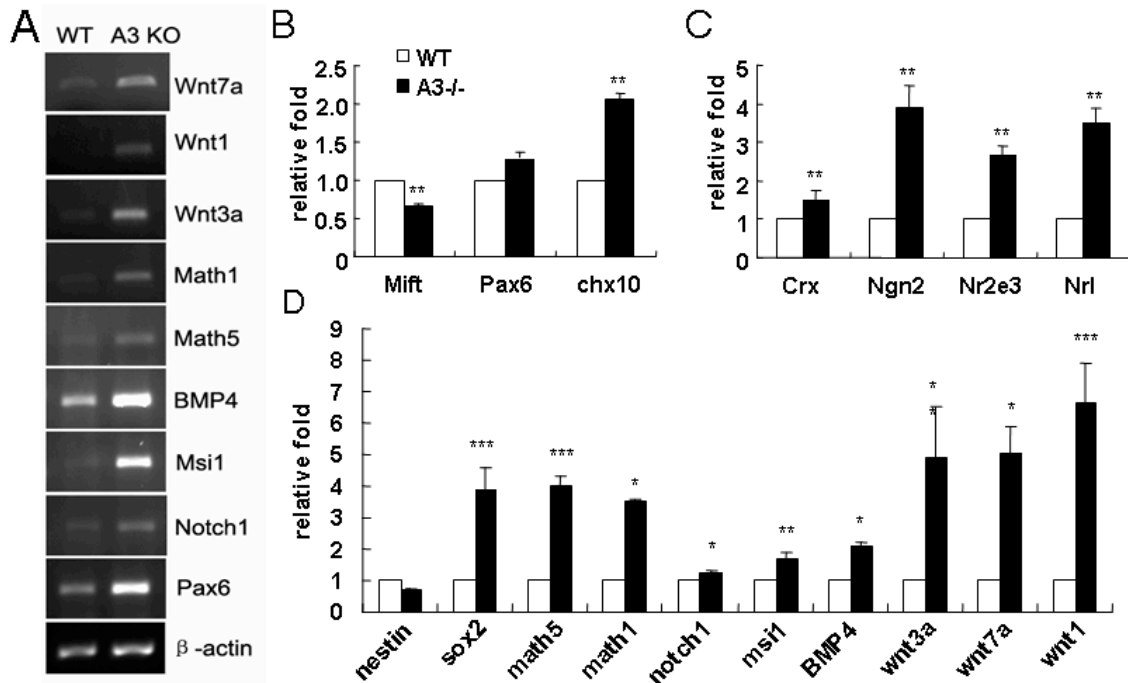 A
WT A3 KO
Wnt7a
Wnt1
Wnt3a
Math1
Math5
BMP4
Msi1
Notch1
Pax6
β-actin
B
WT
A3-/-
relative fold
2.5
2.0
1.5
1.0
0.5
0
**
**
Mift Pax6 chx10
C
relative fold
5
4
2
1
0
**
**
**
**
Crx Ngn2 Nr2e3 Nrl
D
relative fold
9
8
7
6
5
4
3
2
1
0
***
***
*
*
**
*
*
*
*
***
nestin sox2 math5 math1 notch1 msi1 BMP4 wnt3a wnt7a wnt1